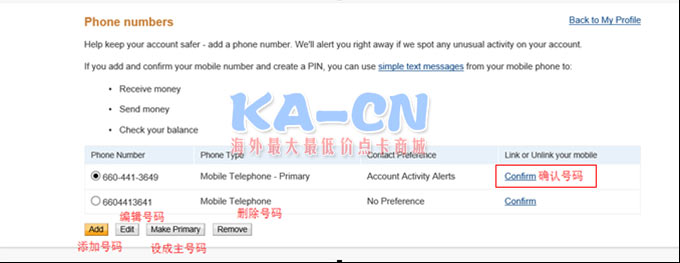 Phone numbers
Back to My Profile
Help keep your account safer - add a phone number. We'll alert you right away if we spot any unusual activity on your account.
If you add and confirm your mobile number and create a PIN, you can use simple text messages from your mobile phone to:
Receive money
Send money
Check your balance
KA-CN
海外最大最低价点卡商城
Phone Number Phone Type Contact Preference Link or Unlink your mobile
660-441-3649 Mobile Telephone - Primary Account Activity Alerts Confirm 确认号码
6604413641 Mobile Telephone No Preference Confirm
编辑号码 删除号码
Add Edit Make Primary Remove
添加号码 设成主号码